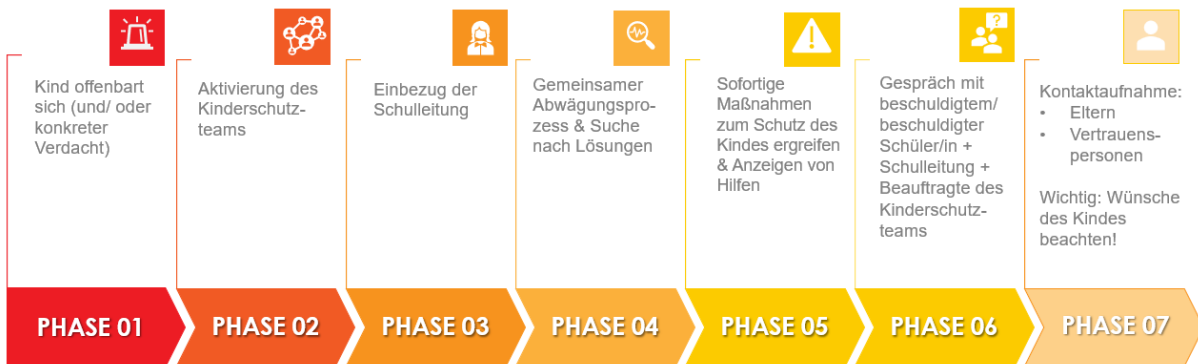 Kind offenbart
sich (und/ oder
konkreter
Verdacht)
PHASE 01
Aktivierung des
Kinderschutz-
teams
PHASE 02
Einbezug der
Schulleitung
PHASE 03
Gemeinsamer
Abwägungspro-
zess & Suche
nach Lösungen
PHASE 04
Sofortige
Maßnahmen
zum Schutz des
Kindes ergreifen
& Anzeigen von
Hilfen
PHASE 05
?
Gespräch mit
beschuldigtem/
beschuldigter
Schüler/in +
Schulleitung +
Beauftragte des
Kinderschutz-
teams
PHASE 06
Kontaktaufnahme:
• Eltern
• Vertrauens-
personen
Wichtig: Wünsche
des Kindes
beachten!
PHASE 07